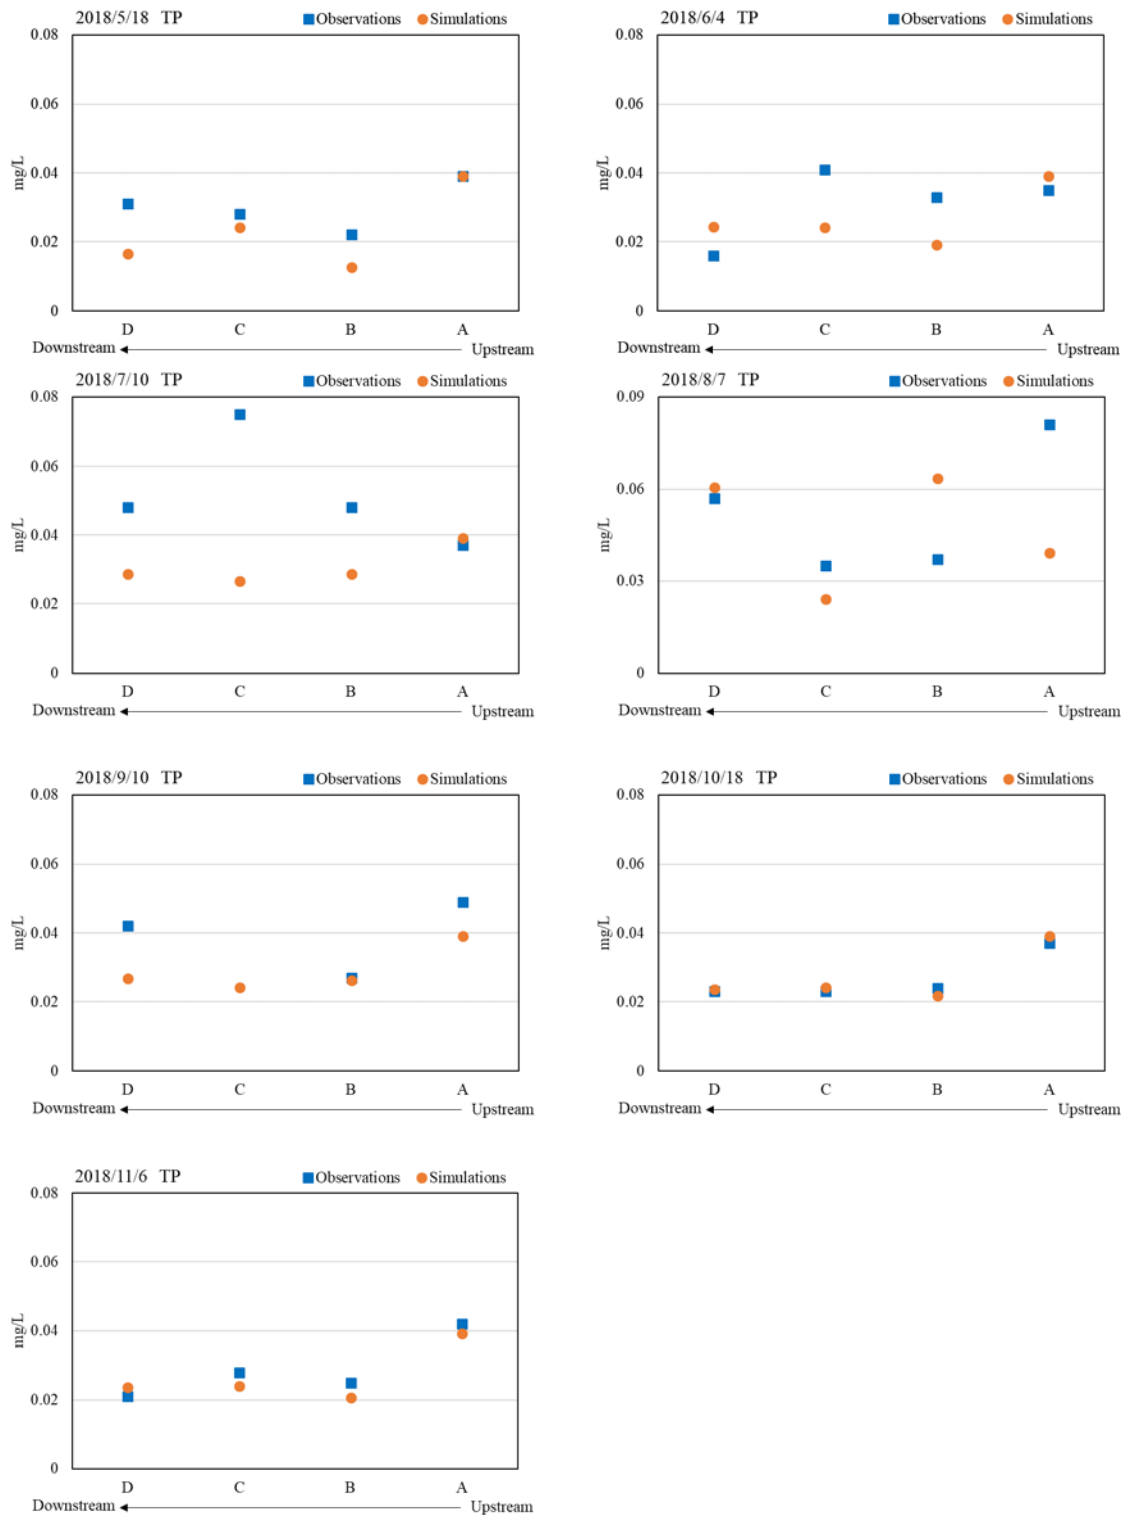 2018/5/18 TP Observations Simulations
0.08
0.06
0.04
0.02
0
mg/L
D C B A
Downstream Upstream
2018/6/4 TP Observations Simulations
0.08
0.06
0.04
0.02
0
mg/L
D C B A
Downstream Upstream
2018/7/10 TP Observations Simulations
0.08
0.06
0.04
0.02
0
mg/L
D C B A
Downstream Upstream
2018/8/7 TP Observations Simulations
0.09
0.06
0.03
0
mg/L
D C B A
Downstream Upstream
2018/9/10 TP Observations Simulations
0.08
0.06
0.04
0.02
0
mg/L
D C B A
Downstream Upstream
2018/10/18 TP Observations Simulations
0.08
0.06
0.04
0.02
0
mg/L
D C B A
Downstream Upstream
2018/11/6 TP Observations Simulations
0.08
0.06
0.04
0.02
0
mg/L
D C B A
Downstream Upstream